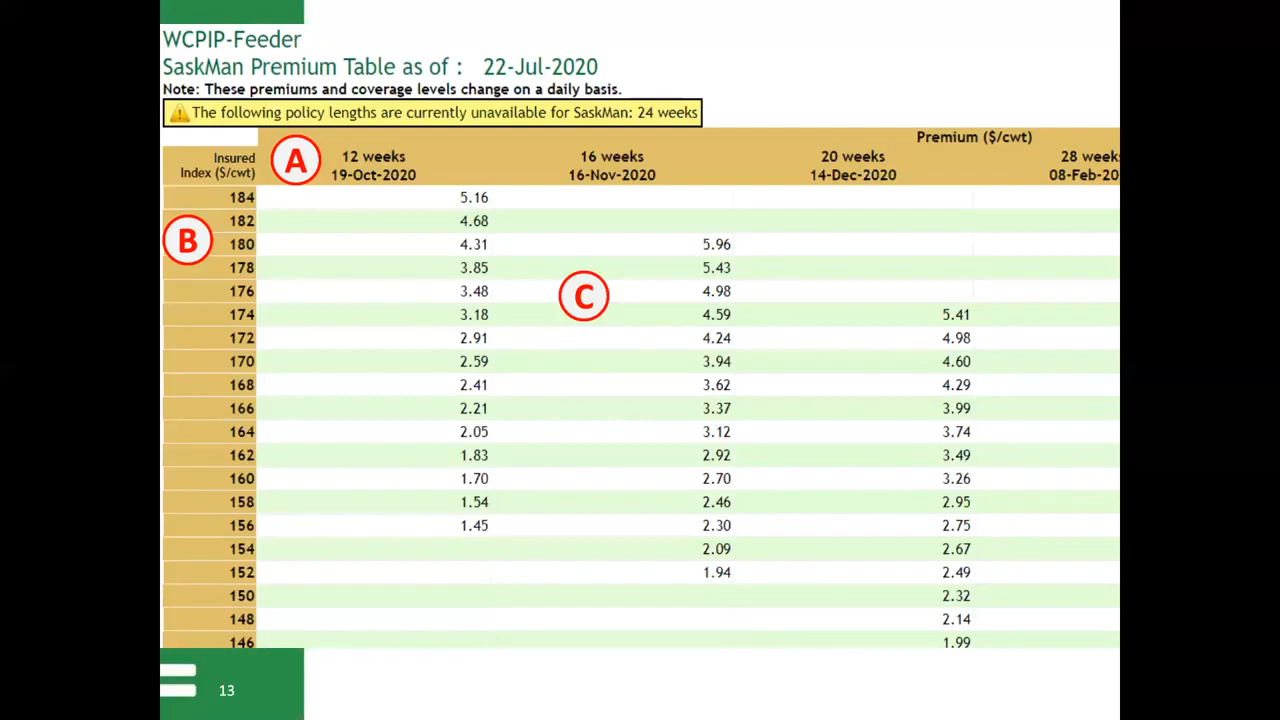 WCPIP-Feeder
SaskMan Premium Table as of : 22-Jul-2020
Note: These premiums and coverage levels change on a daily basis.
The following policy lengths are currently unavailable for SaskMan: 24 weeks
Premium ($/cwt)
Insured Index ($/cwt) A 12 weeks 16 weeks 20 weeks 28 week
19-Oct-2020 16-Nov-2020 14-Dec-2020 08-Feb-20
184 5.16
182 4.68
B
180 4.31 5.96
178 3.85 5.43
176 3.48 C 4.98
174 3.18 4.59 5.41
172 2.91 4.24 4.98
170 2.59 3.94 4.60
168 2.41 3.62 4.29
166 2.21 3.37 3.99
164 2.05 3.12 3.74
162 1.83 2.92 3.49
160 1.70 2.70 3.26
158 1.54 2.46 2.95
156 1.45 2.30 2.75
154 2.09 2.67
152 1.94 2.49
150 2.32
148 2.14
146 1.99
13